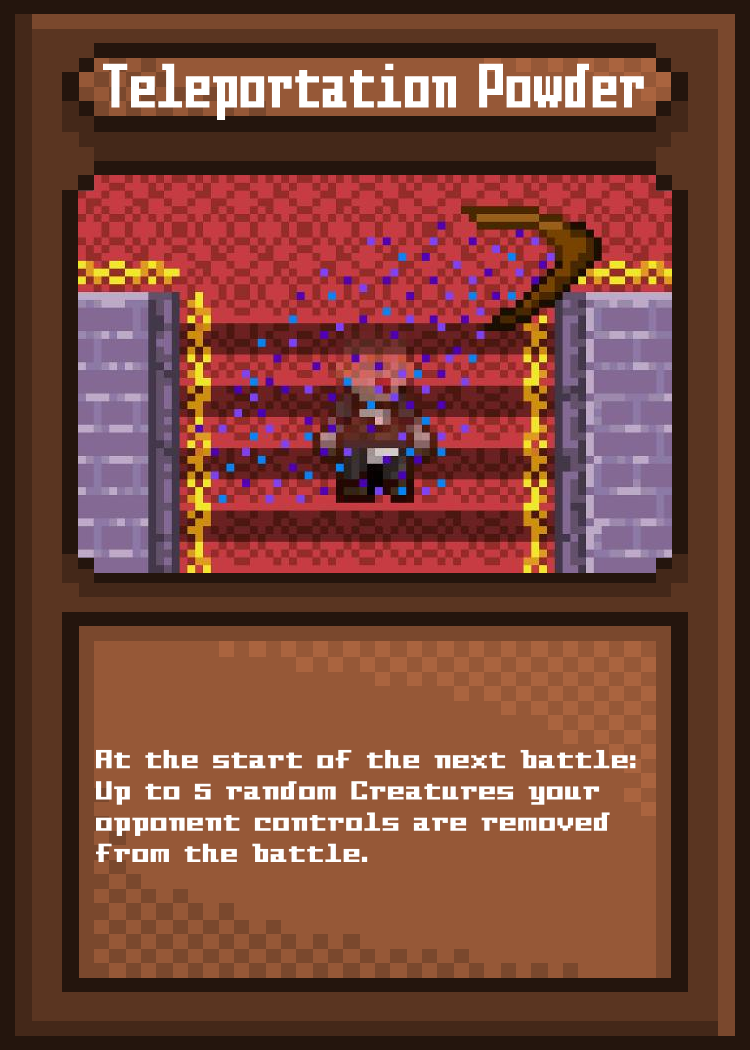 Teleportation Powder
At the start of the next battle:
Up to 5 random Creatures your
opponent controls are removed
from the battle.